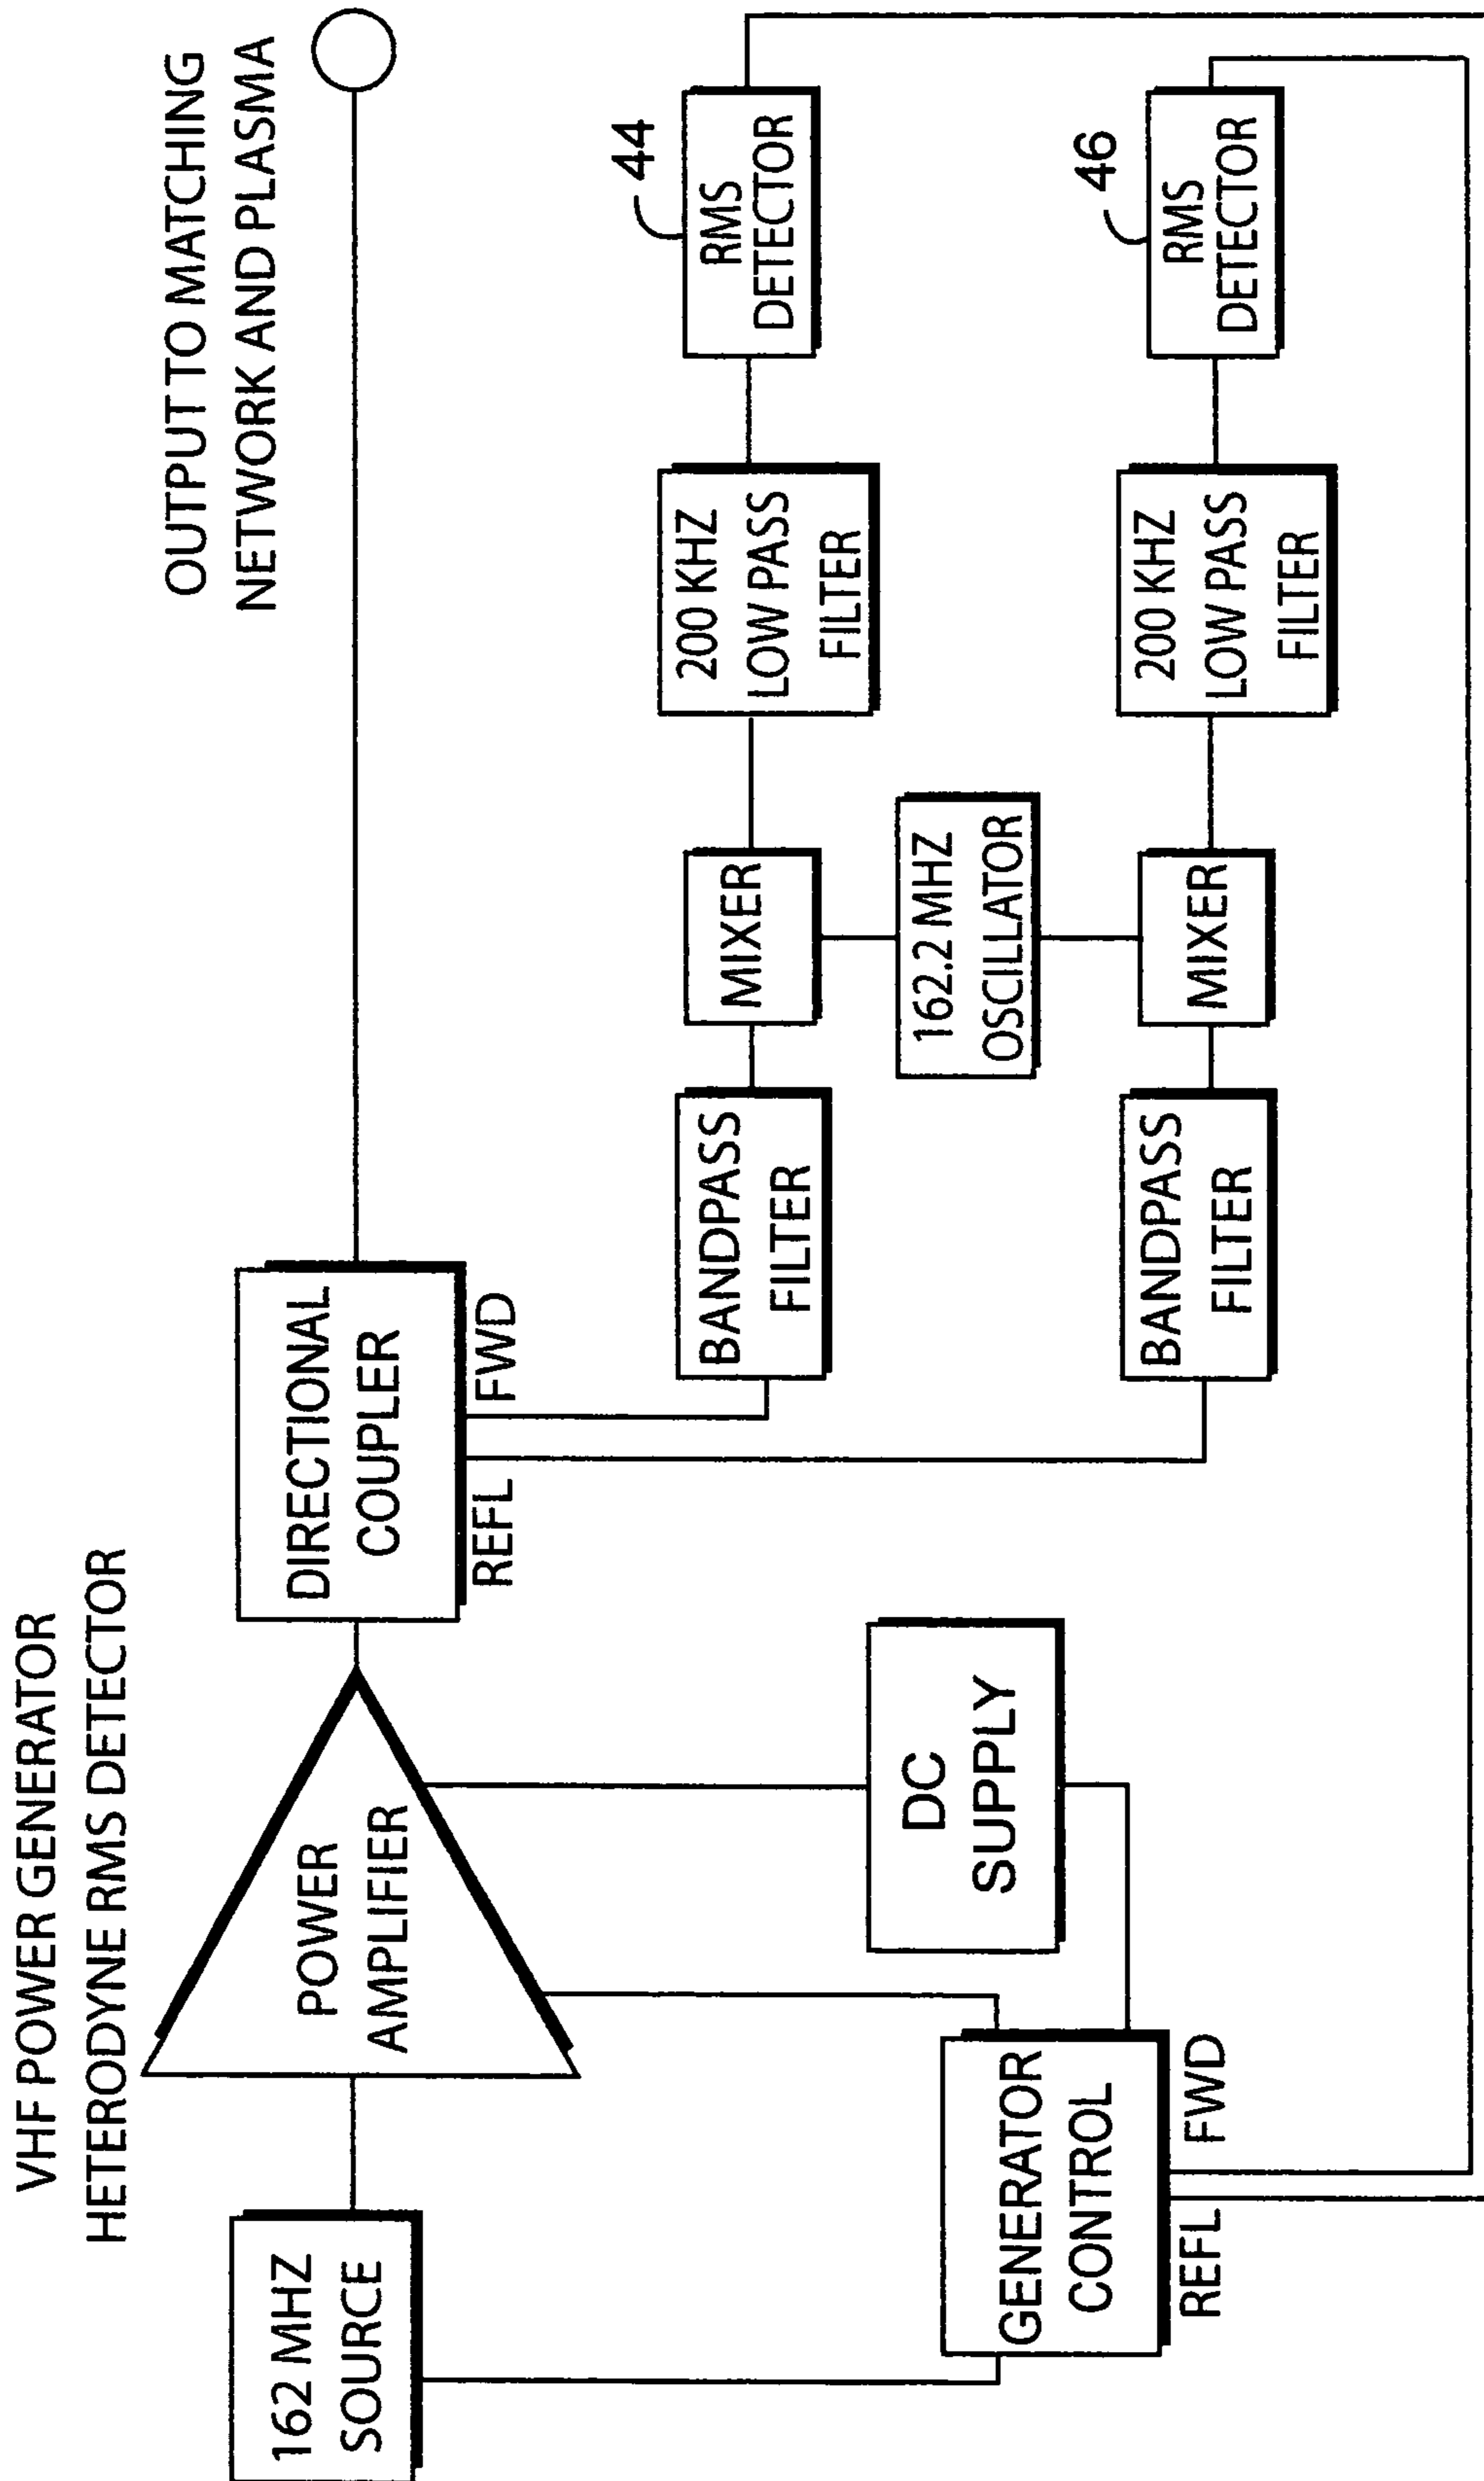 VHF POWER GENERATOR
HETERODYNE RMS DETECTOR
OUTPUT TO MATCHING
NETWORK AND PLASMA
162 MHZ
SOURCE
POWER
AMPLIFIER
DIRECTIONAL
COUPLER
REFL
FWD
44
BANDPASS
FILTER
MIXER
200 KHZ
LOW PASS
FILTER
RMS
DETECTOR
DC
SUPPLY
162.2 MHZ
OSCILLATOR
46
GENERATOR
CONTROL
REFL
FWD
BANDPASS
FILTER
MIXER
200 KHZ
LOW PASS
FILTER
RMS
DETECTOR